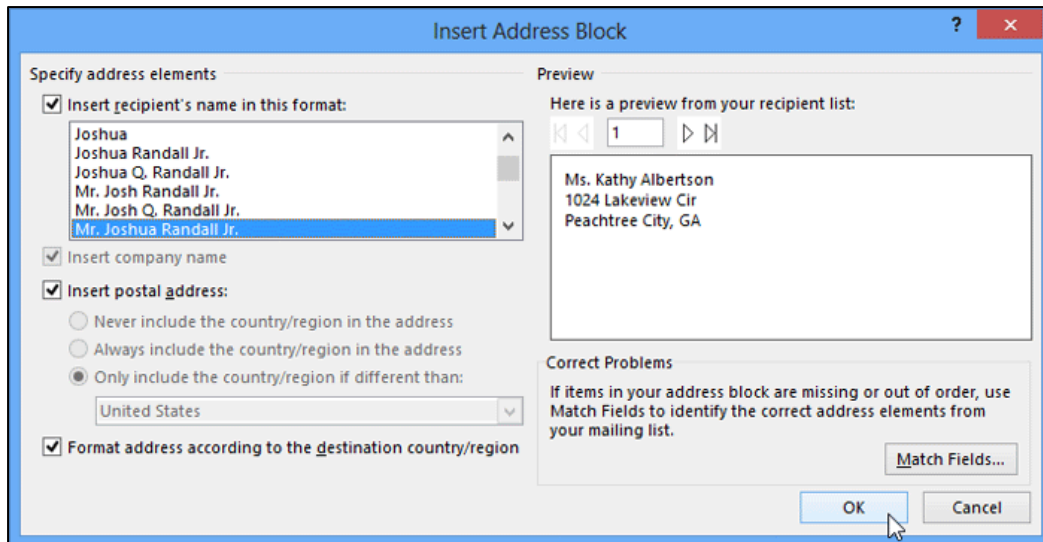 Insert Address Block
?
Specify address elements
Insert recipient's name in this format:
Joshua
Joshua Randall Jr.
Joshua Q. Randall Jr.
Mr. Josh Randall Jr.
Mr. Josh Q. Randall Jr.
Mr. Joshua Randall Jr.
Insert company name
Insert postal address:
Never include the country/region in the address
Always include the country/region in the address
Only include the country/region if different than:
United States
Format address according to the destination country/region
Preview
Here is a preview from your recipient list:
1
Ms. Kathy Albertson
1024 Lakeview Cir
Peachtree City, GA
Correct Problems
If items in your address block are missing or out of order, use
Match Fields to identify the correct address elements from
your mailing list.
Match Fields...
OK
Cancel